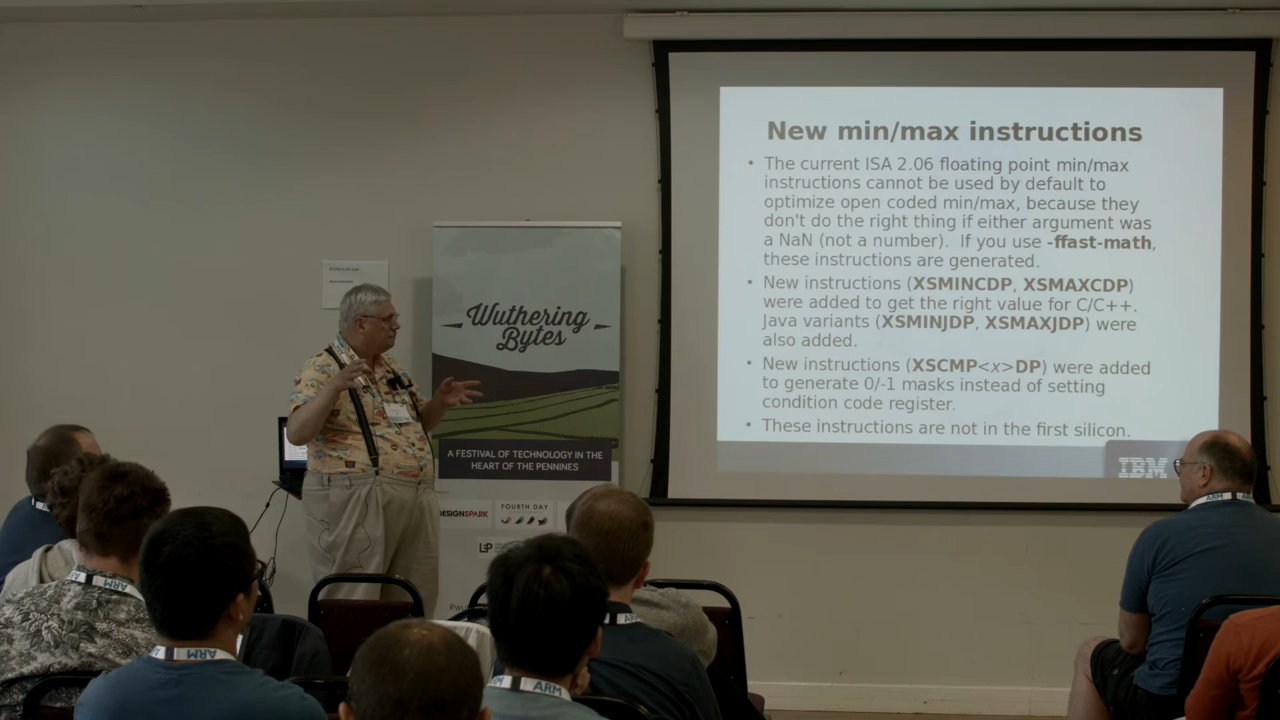 New min/max instructions
• The current ISA 2.06 floating point min/max
instructions cannot be used by default to
optimize open coded min/max, because they
don't do the right thing if either argument was
a NaN (not a number). If you use -ffast-math,
these instructions are generated.
• New instructions (XSMINCDP, XSMAXCDP)
were added to get the right value for C/C++.
Java variants (XSMINJDP, XSMAXJDP) were
also added.
• New instructions (XSCMP<x>DP) were added
to generate 0/-1 masks instead of setting
condition code register.
• These instructions are not in the first silicon.
IBM
Wuthering
Bytes
A FESTIVAL OF TECHNOLOGY IN THE
HEART OF THE PENNINES
DESIGNSPARK
FOURTH DAY
ARM
ARM
ARM
ARM
ARM